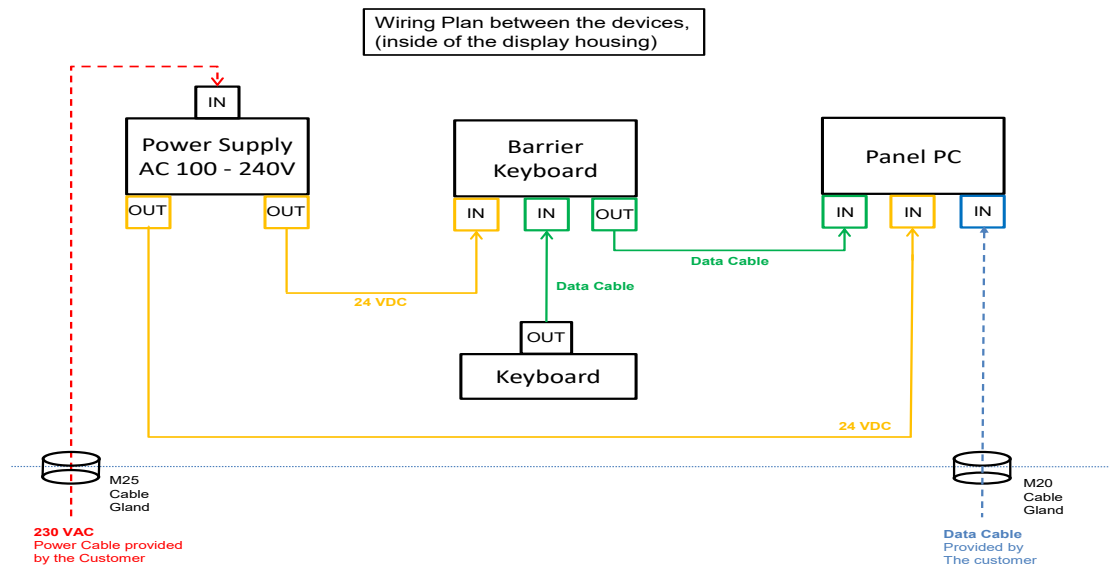 Wiring Plan between the devices,
(inside of the display housing)
IN
Power Supply
AC 100 - 240V
OUT
OUT
Barrier
Keyboard
IN
IN
OUT
Panel PC
IN
IN
IN
Data Cable
Data Cable
24 VDC
OUT
Keyboard
24 VDC
M25
Cable
Gland
M20
Cable
Gland
230 VAC
Power Cable provided
by the Customer
Data Cable
Provided by
The customer